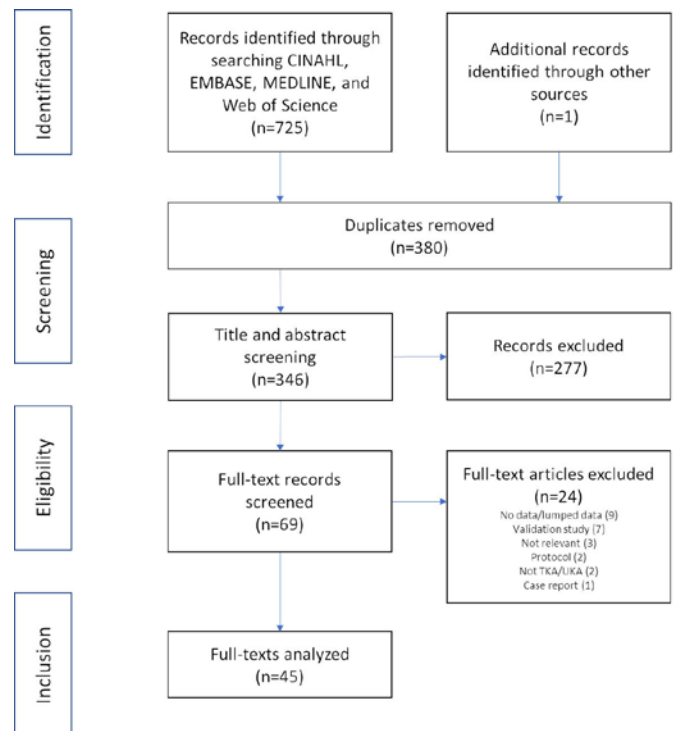 Identification
Records identified through
searching CINAHL,
EMBASE, MEDLINE, and
Web of Science
(n=725)
Additional records
identified through other
sources
(n=1)
Screening
Duplicates removed
(n=380)
Title and abstract
screening
(n=346)
Records excluded
(n=277)
Eligibility
Full-text records
screened
(n=69)
Full-text articles excluded
(n=24)
No data/lumped data (9)
Validation study (7)
Not relevant (3)
Protocol (2)
Not TKA/UKA (2)
Case report (1)
Inclusion
Full-texts analyzed
(n=45)